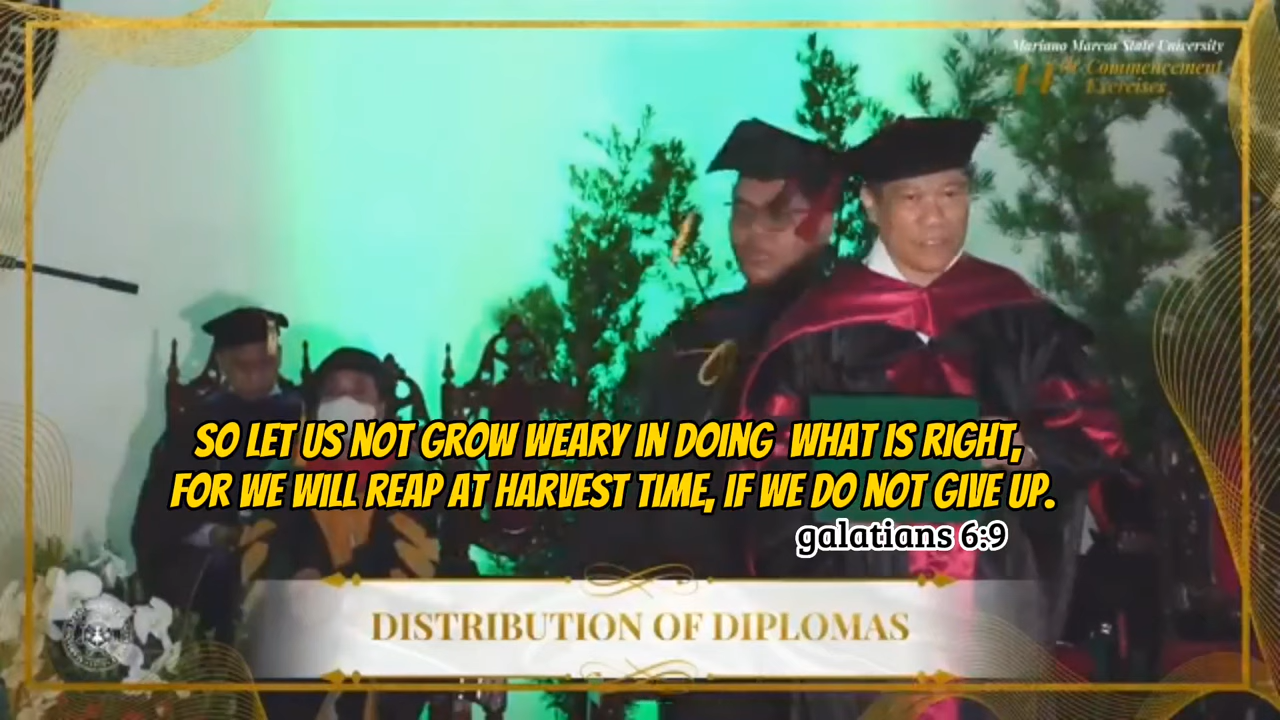 Mariano Marcos State University
th Commencement
Exercises
SO LET US NOT GROW WEARY IN DOING WHAT IS RIGHT,
FOR WE WILL REAP AT HARVEST TIME, IF WE DO NOT GIVE UP.
galatians 6:9
DISTRIBUTION OF DIPLOMAS